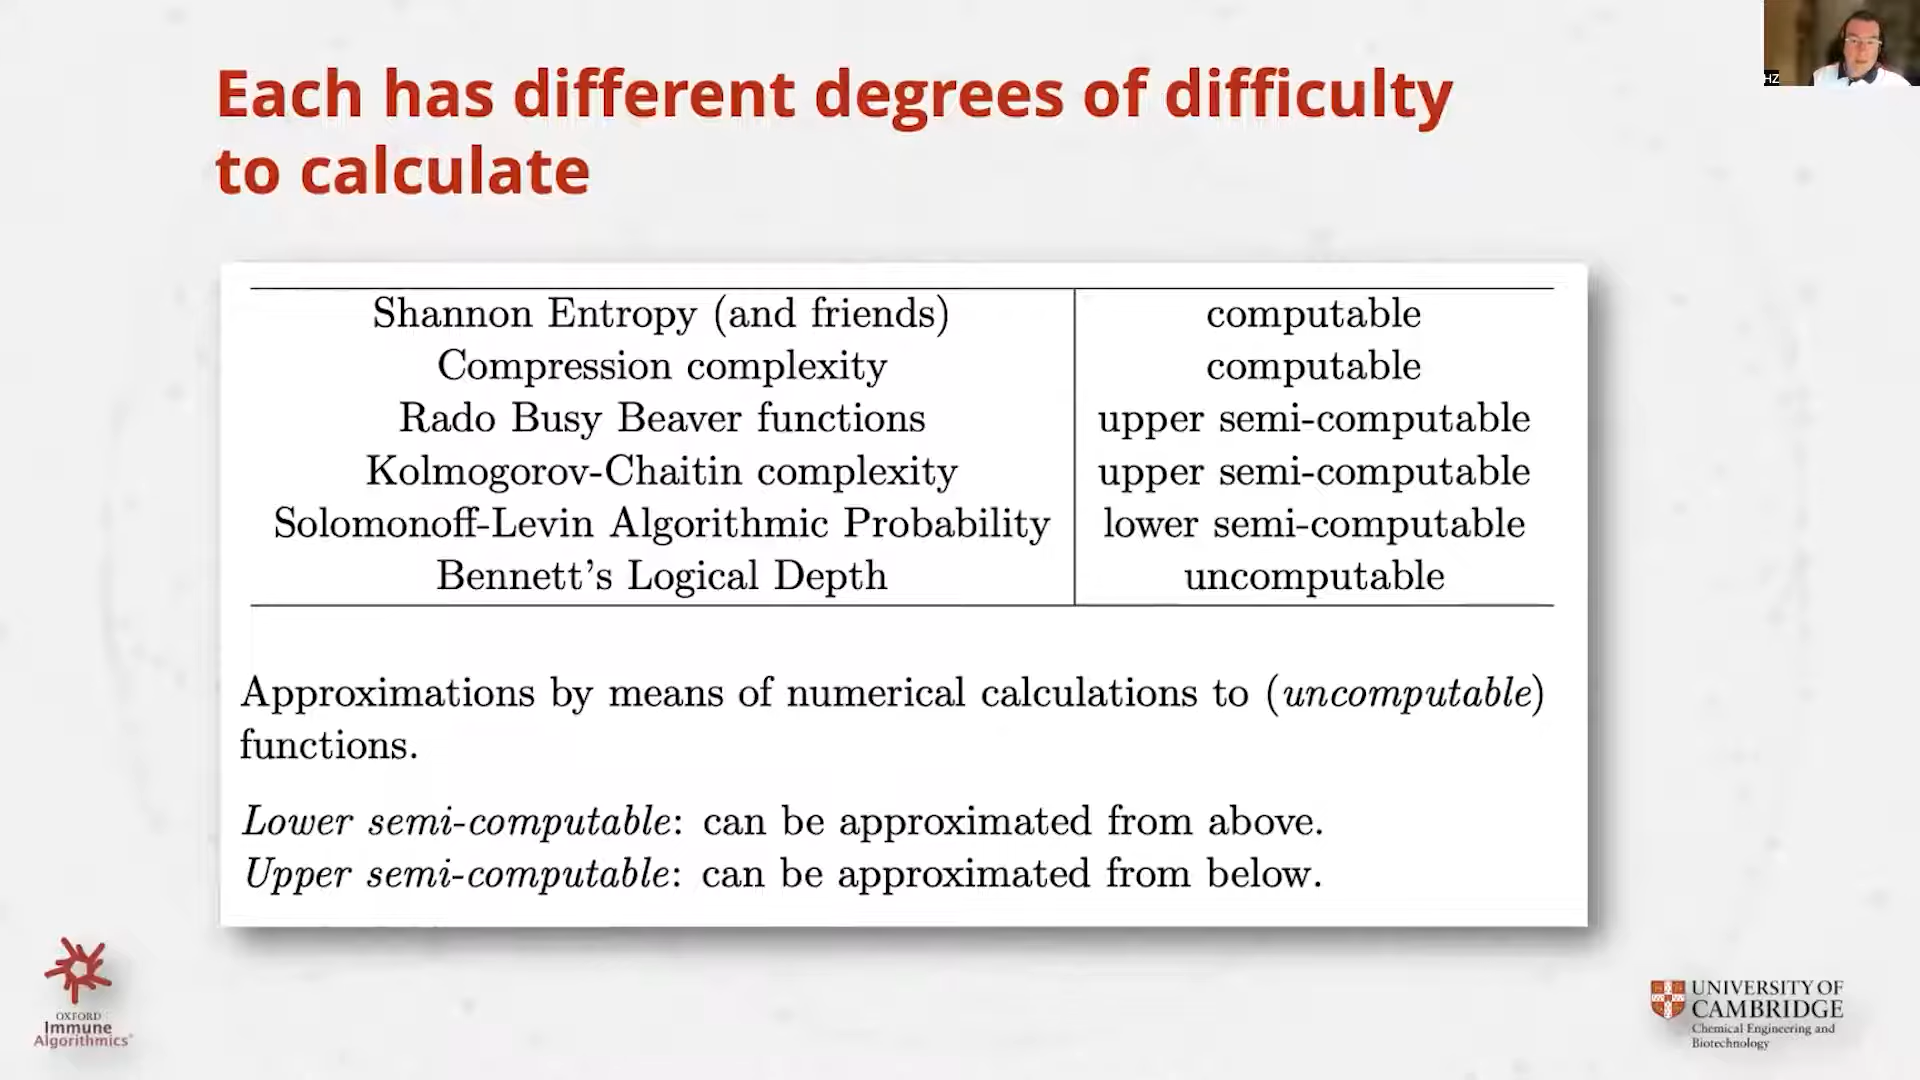 Each has different degrees of difficulty
to calculate
HZ
Shannon Entropy (and friends) computable
Compression complexity computable
Rado Busy Beaver functions upper semi-computable
Kolmogorov-Chaitin complexity upper semi-computable
Solomonoff-Levin Algorithmic Probability lower semi-computable
Bennett's Logical Depth uncomputable
Approximations by means of numerical calculations to (uncomputable)
functions.
Lower semi-computable: can be approximated from above.
Upper semi-computable: can be approximated from below.
OXFORD
Immune
Algorithmics
UNIVERSITY OF
CAMBRIDGE
Chemical Engineering and
Biotechnology